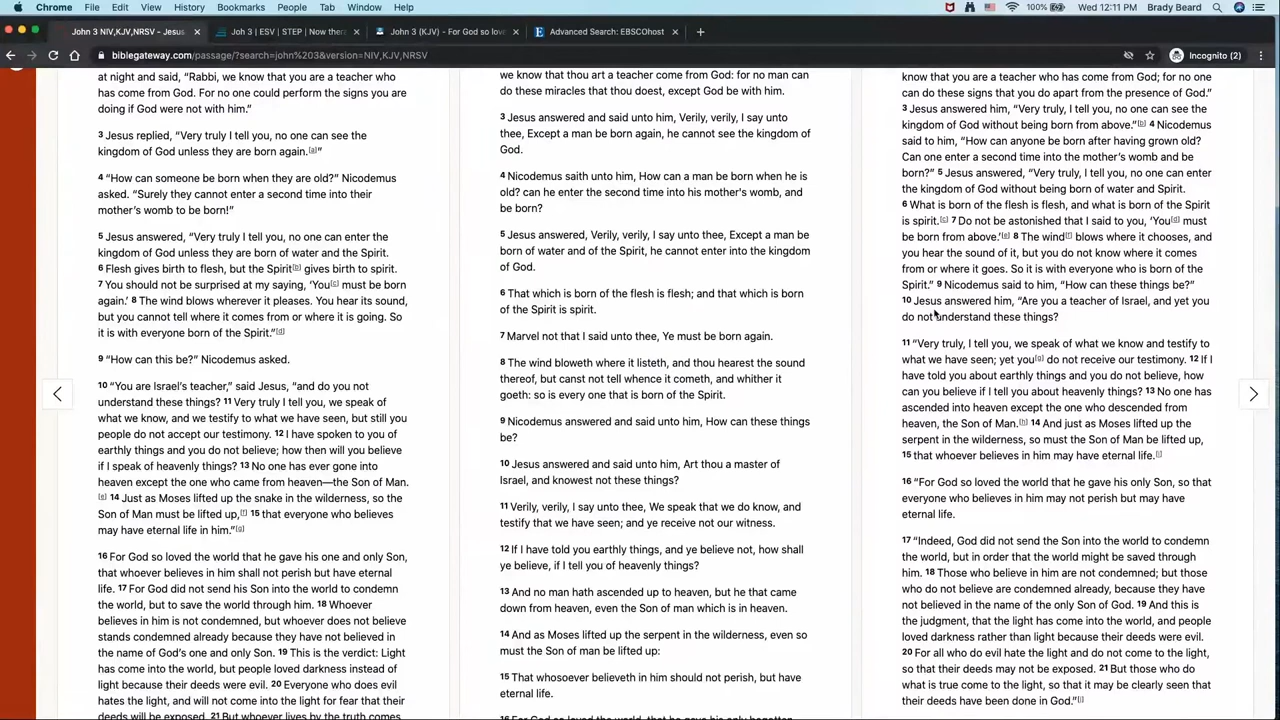 Chrome File Edit View History Bookmarks People Tab Window Help 100% Wed 12:11 PM Brady Beard
John 3 NIV,KJV,NRSV - Jesus Joh 3 | ESV | STEP | Now ther John 3 (KJV) - For God so lov Advanced Search: EBSCOhost
biblegateway.com/passage/?search=john%203&version=NIV,KJV,NRSV Incognito (2)
at night and said, “Rabbi, we know that you are a teacher who
has come from God. For no one could perform the signs you are
doing if God were not with him.”
3 Jesus replied, “Very truly I tell you, no one can see the
kingdom of God unless they are born again.[a]”
4 “How can someone be born when they are old?” Nicodemus
asked. “Surely they cannot enter a second time into their
mother’s womb to be born!”
5 Jesus answered, “Very truly I tell you, no one can enter the
kingdom of God unless they are born of water and the Spirit.
6 Flesh gives birth to flesh, but the Spirit[b] gives birth to spirit.
7 You should not be surprised at my saying, ‘You[c] must be born
again.’ 8 The wind blows wherever it pleases. You hear its sound,
but you cannot tell where it comes from or where it is going. So
it is with everyone born of the Spirit.”[d]
9 “How can this be?” Nicodemus asked.
10 “You are Israel’s teacher,” said Jesus, “and do you not
understand these things? 11 Very truly I tell you, we speak of
what we know, and we testify to what we have seen, but still you
people do not accept our testimony. 12 I have spoken to you of
earthly things and you do not believe; how then will you believe
if I speak of heavenly things? 13 No one has ever gone into
heaven except the one who came from heaven—the Son of Man.
[e] 14 Just as Moses lifted up the snake in the wilderness, so the
Son of Man must be lifted up,[f] 15 that everyone who believes
may have eternal life in him.”[g]
16 For God so loved the world that he gave his one and only Son,
that whoever believes in him shall not perish but have eternal
life. 17 For God did not send his Son into the world to condemn
the world, but to save the world through him. 18 Whoever
believes in him is not condemned, but whoever does not believe
stands condemned already because they have not believed in
the name of God’s one and only Son. 19 This is the verdict: Light
has come into the world, but people loved darkness instead of
light because their deeds were evil. 20 Everyone who does evil
hates the light, and will not come into the light for fear that their
deeds will be exposed. 21 But whoever lives by the truth comes
we know that thou art a teacher come from God: for no man can
do these miracles that thou doest, except God be with him.
3 Jesus answered and said unto him, Verily, verily, I say unto
thee, Except a man be born again, he cannot see the kingdom of
God.
4 Nicodemus saith unto him, How can a man be born when he is
old? can he enter the second time into his mother's womb, and
be born?
5 Jesus answered, Verily, verily, I say unto thee, Except a man be
born of water and of the Spirit, he cannot enter into the kingdom
of God.
6 That which is born of the flesh is flesh; and that which is born
of the Spirit is spirit.
7 Marvel not that I said unto thee, Ye must be born again.
8 The wind bloweth where it listeth, and thou hearest the sound
thereof, but canst not tell whence it cometh, and whither it
goeth: so is every one that is born of the Spirit.
9 Nicodemus answered and said unto him, How can these things
be?
10 Jesus answered and said unto him, Art thou a master of
Israel, and knowest not these things?
11 Verily, verily, I say unto thee, We speak that we do know, and
testify that we have seen; and ye receive not our witness.
12 If I have told you earthly things, and ye believe not, how shall
ye believe, if I tell you of heavenly things?
13 And no man hath ascended up to heaven, but he that came
down from heaven, even the Son of man which is in heaven.
14 And as Moses lifted up the serpent in the wilderness, even so
must the Son of man be lifted up:
15 That whosoever believeth in him should not perish, but have
eternal life.
16 For God so loved the world, that he gave his only begotten
know that you are a teacher who has come from God; for no one
can do these signs that you do apart from the presence of God.”
3 Jesus answered him, “Very truly, I tell you, no one can see the
kingdom of God without being born from above.”[b] 4 Nicodemus
said to him, “How can anyone be born after having grown old?
Can one enter a second time into the mother’s womb and be
born?” 5 Jesus answered, “Very truly, I tell you, no one can enter
the kingdom of God without being born of water and Spirit.
6 What is born of the flesh is flesh, and what is born of the Spirit
is spirit.[c] 7 Do not be astonished that I said to you, ‘You[d] must
be born from above.’[e] 8 The wind[f] blows where it chooses, and
you hear the sound of it, but you do not know where it comes
from or where it goes. So it is with everyone who is born of the
Spirit.” 9 Nicodemus said to him, “How can these things be?”
10 Jesus answered him, “Are you a teacher of Israel, and yet you
do not understand these things?
11 “Very truly, I tell you, we speak of what we know and testify to
what we have seen; yet you[g] do not receive our testimony. 12 If I
have told you about earthly things and you do not believe, how
can you believe if I tell you about heavenly things? 13 No one has
ascended into heaven except the one who descended from
heaven, the Son of Man.[h] 14 And just as Moses lifted up the
serpent in the wilderness, so must the Son of Man be lifted up,
15 that whoever believes in him may have eternal life.[i]
16 “For God so loved the world that he gave his only Son, so that
everyone who believes in him may not perish but may have
eternal life.
17 “Indeed, God did not send the Son into the world to condemn
the world, but in order that the world might be saved through
him. 18 Those who believe in him are not condemned; but those
who do not believe are condemned already, because they have
not believed in the name of the only Son of God. 19 And this is
the judgment, that the light has come into the world, and people
loved darkness rather than light because their deeds were evil.
20 For all who do evil hate the light and do not come to the light,
so that their deeds may not be exposed. 21 But those who do
what is true come to the light, so that it may be clearly seen that
their deeds have been done in God.”[j]